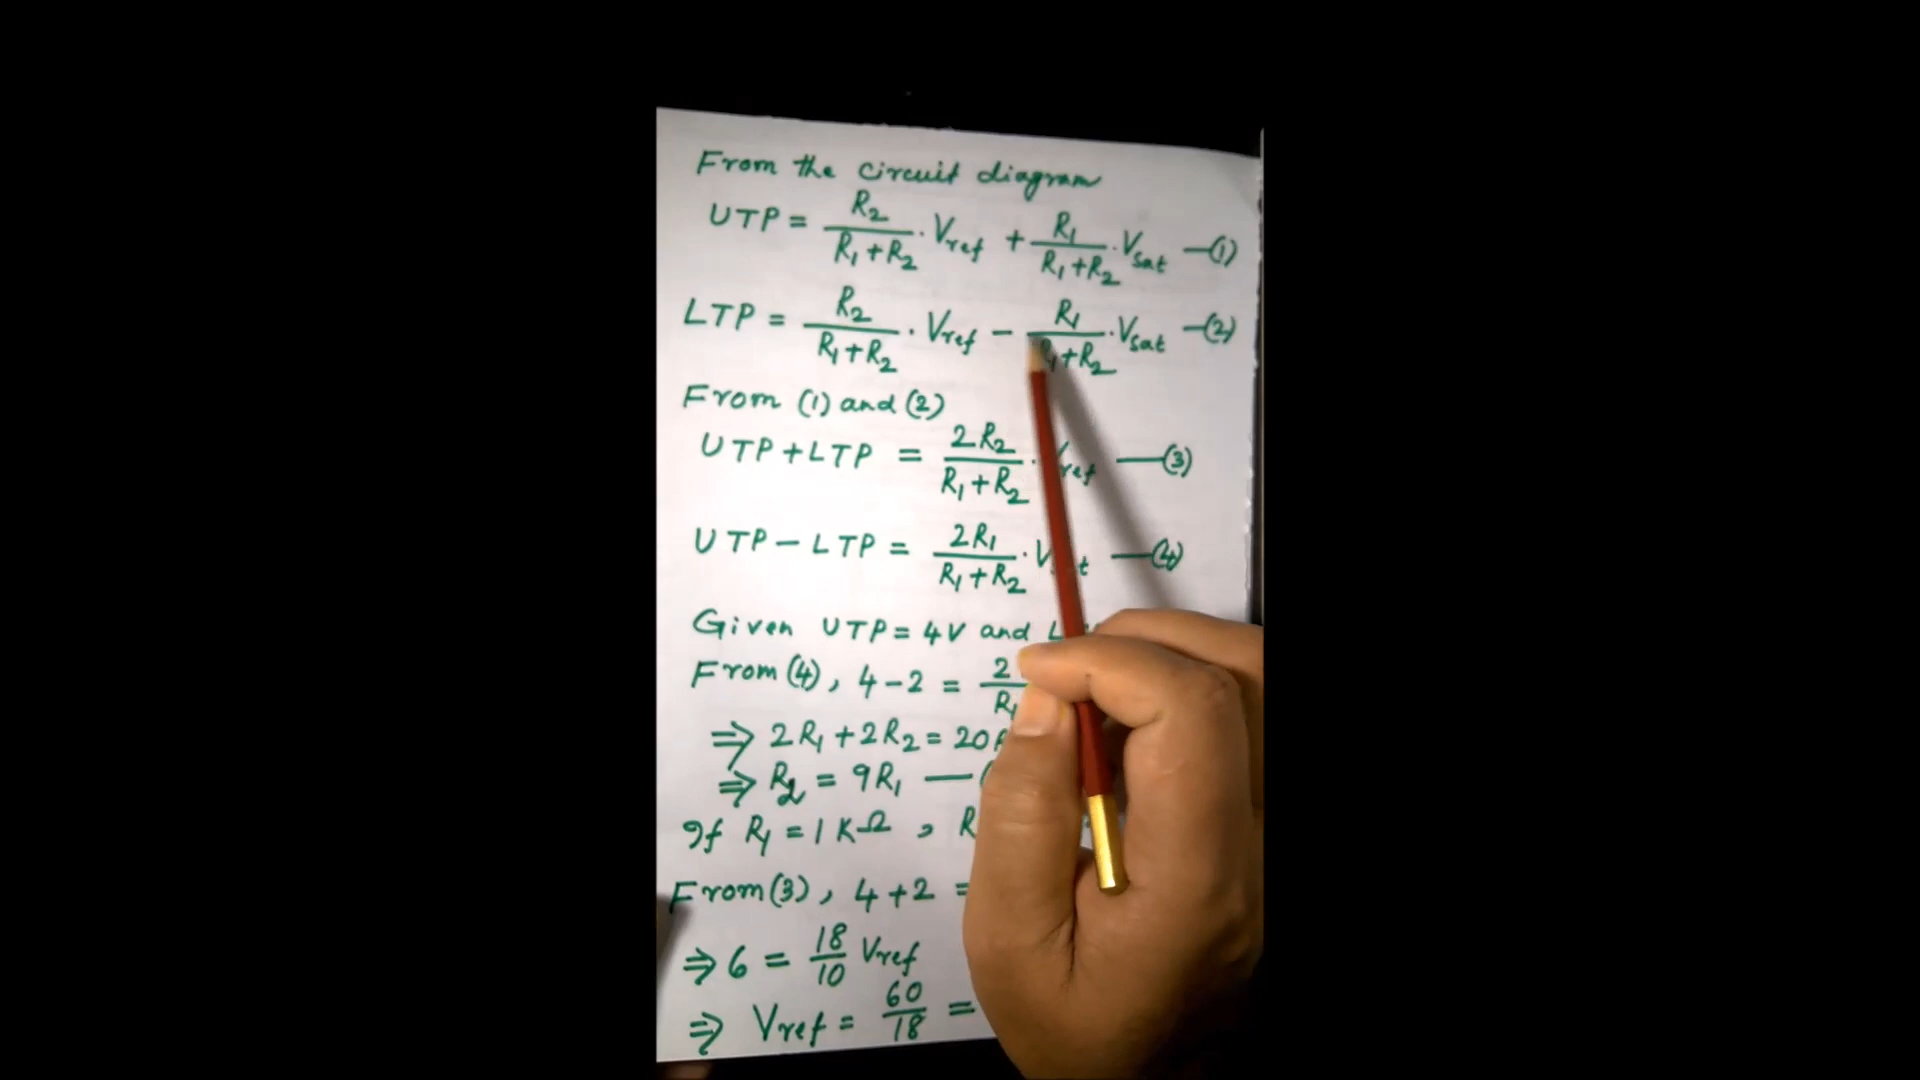 From the circuit diagram
UTP = R2/(R1+R2) · Vref + R1/(R1+R2) · Vsat —(1)
LTP = R2/(R1+R2) · Vref − R1/(R1+R2) · Vsat —(2)
From (1) and (2)
UTP + LTP = 2R2/(R1+R2) · Vref —(3)
UTP − LTP = 2R1/(R1+R2) · V —(4)
Given UTP = 4V and
From (4), 4 − 2 = 2
⇒ 2R1 + 2R2 = 20
⇒ R2 = 9R1 —
If R1 = 1 KΩ , R
From (3), 4 + 2 =
⇒ 6 = 18/10 Vref
⇒ Vref = 60/18 =